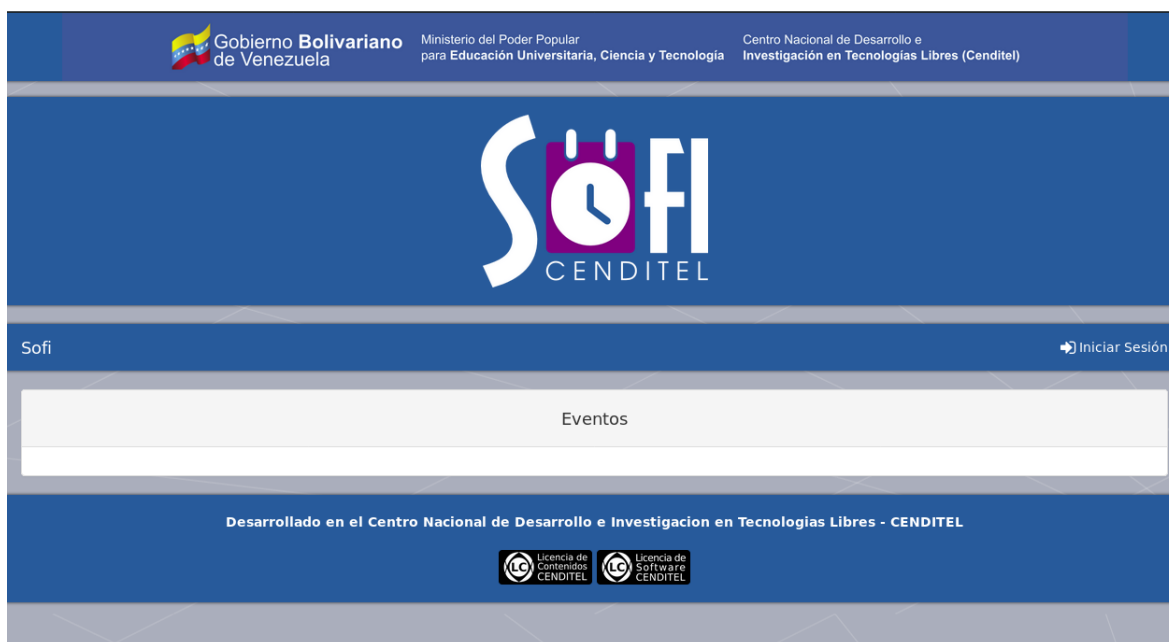 Gobierno Bolivariano
de Venezuela
Ministerio del Poder Popular
para Educación Universitaria, Ciencia y Tecnología
Centro Nacional de Desarrollo e
Investigación en Tecnologías Libres (Cenditel)
Sofi
CENDITEL
Sofi
Iniciar Sesión
Eventos
Desarrollado en el Centro Nacional de Desarrollo e Investigacion en Tecnologias Libres - CENDITEL
LC
Licencia de
Contenidos
CENDITEL
LC
Licencia de
Software
CENDITEL